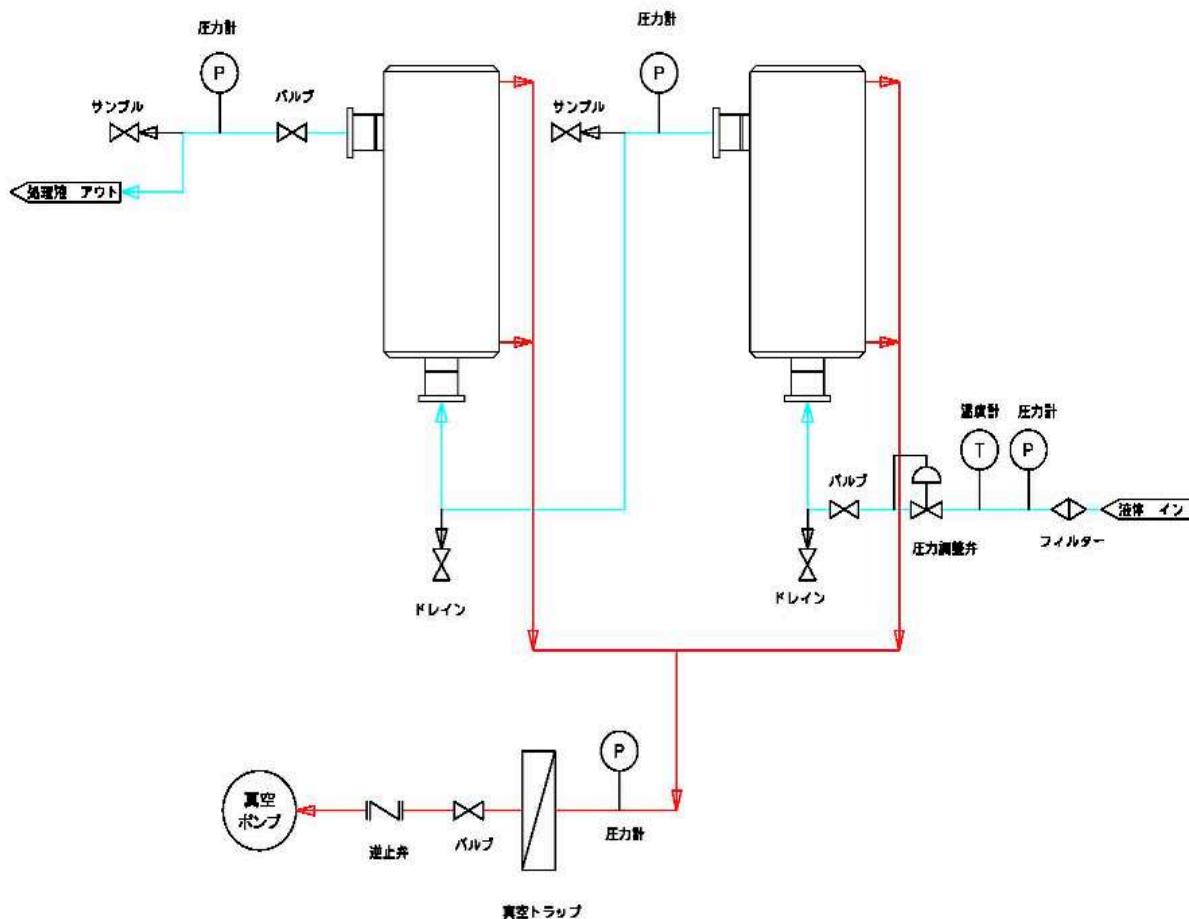 圧力計
圧力計
P
P
サンプル
バルブ
サンプル
処理液 アウト
温度計
圧力計
T
P
バルブ
液体 イン
圧力調整弁
フィルター
ドレイン
ドレイン
P
真空
ポンプ
逆止弁
バルブ
圧力計
真空トラップ